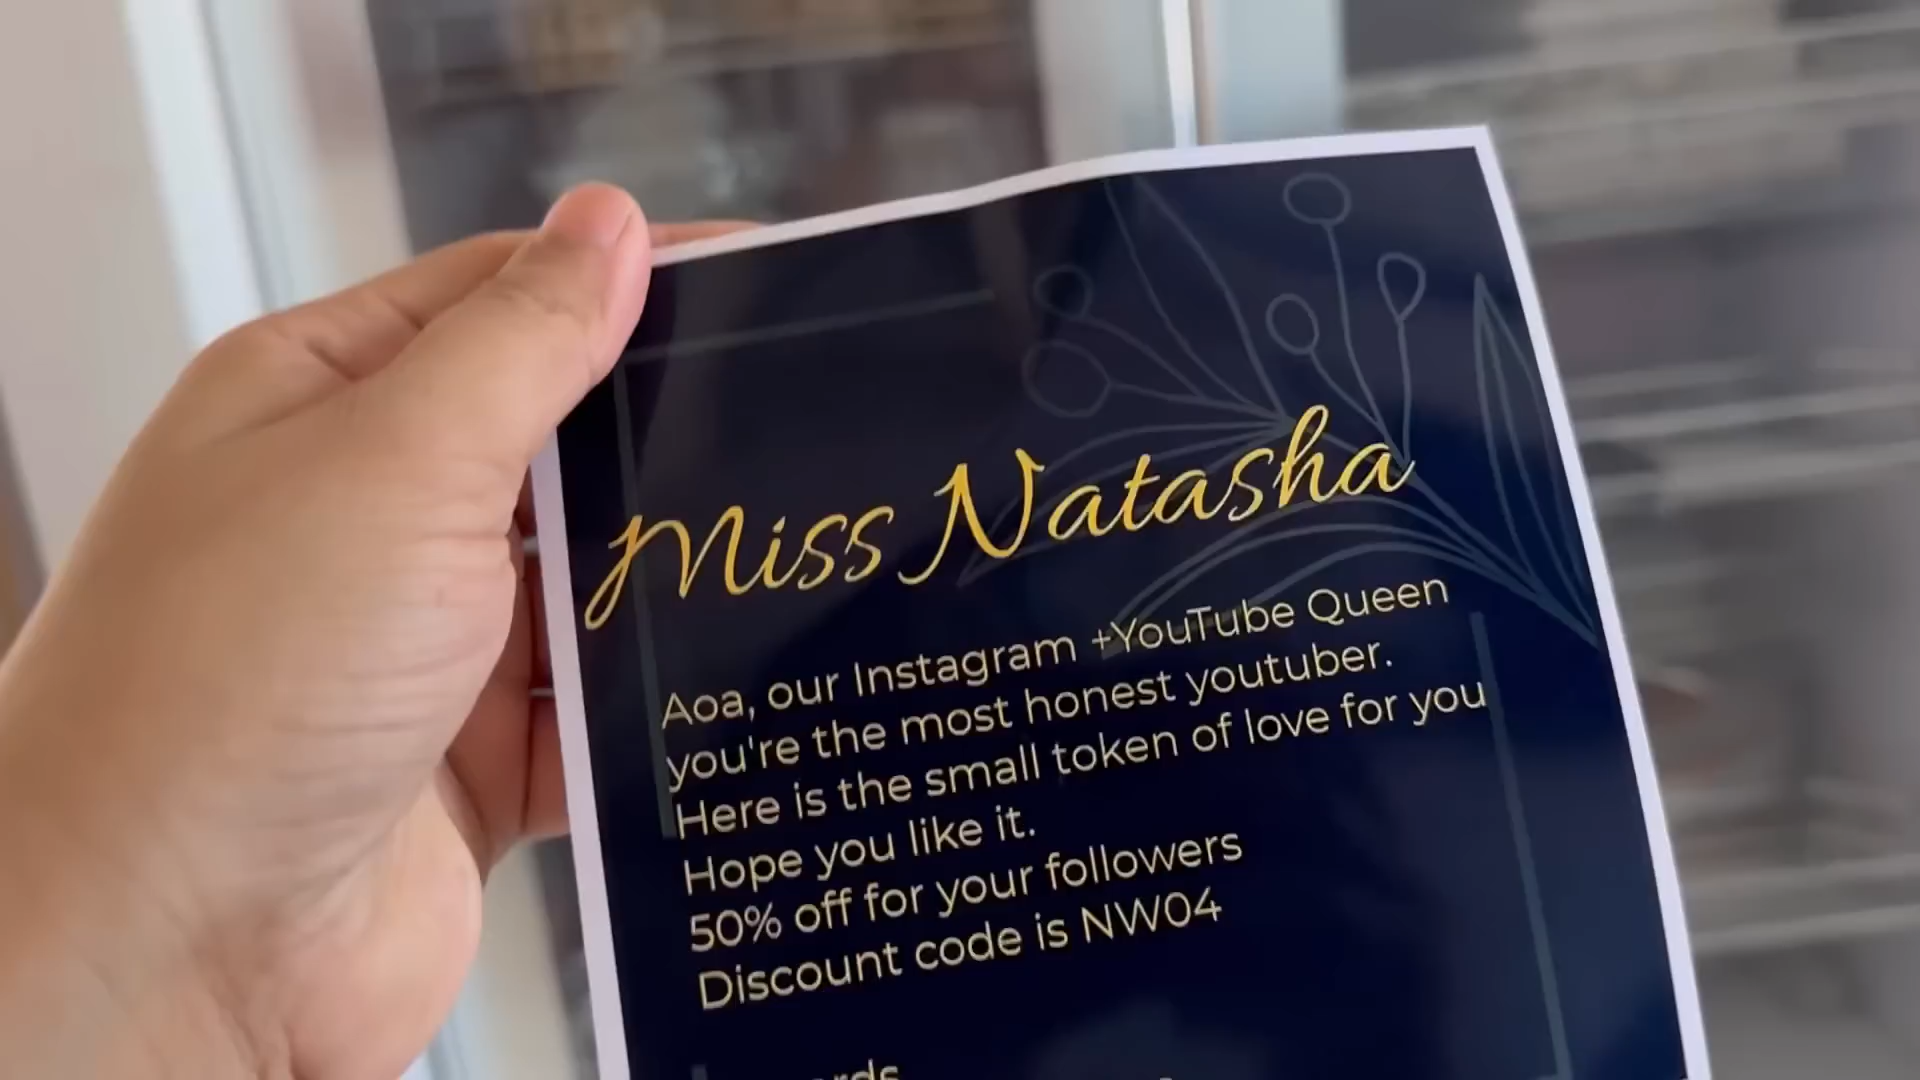 Miss Natasha
Aoa, our Instagram +YouTube Queen
you're the most honest youtuber.
Here is the small token of love for you
Hope you like it.
50% off for your followers
Discount code is NW04